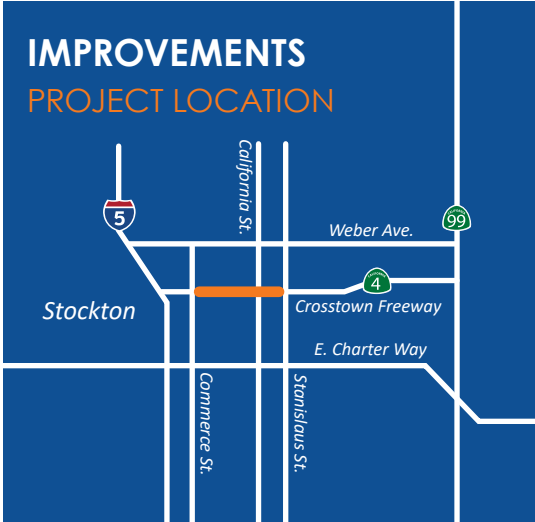 IMPROVEMENTS
PROJECT LOCATION
California St.
5
99
Weber Ave.
4
Stockton
Crosstown Freeway
E. Charter Way
Commerce St.
Stanislaus St.